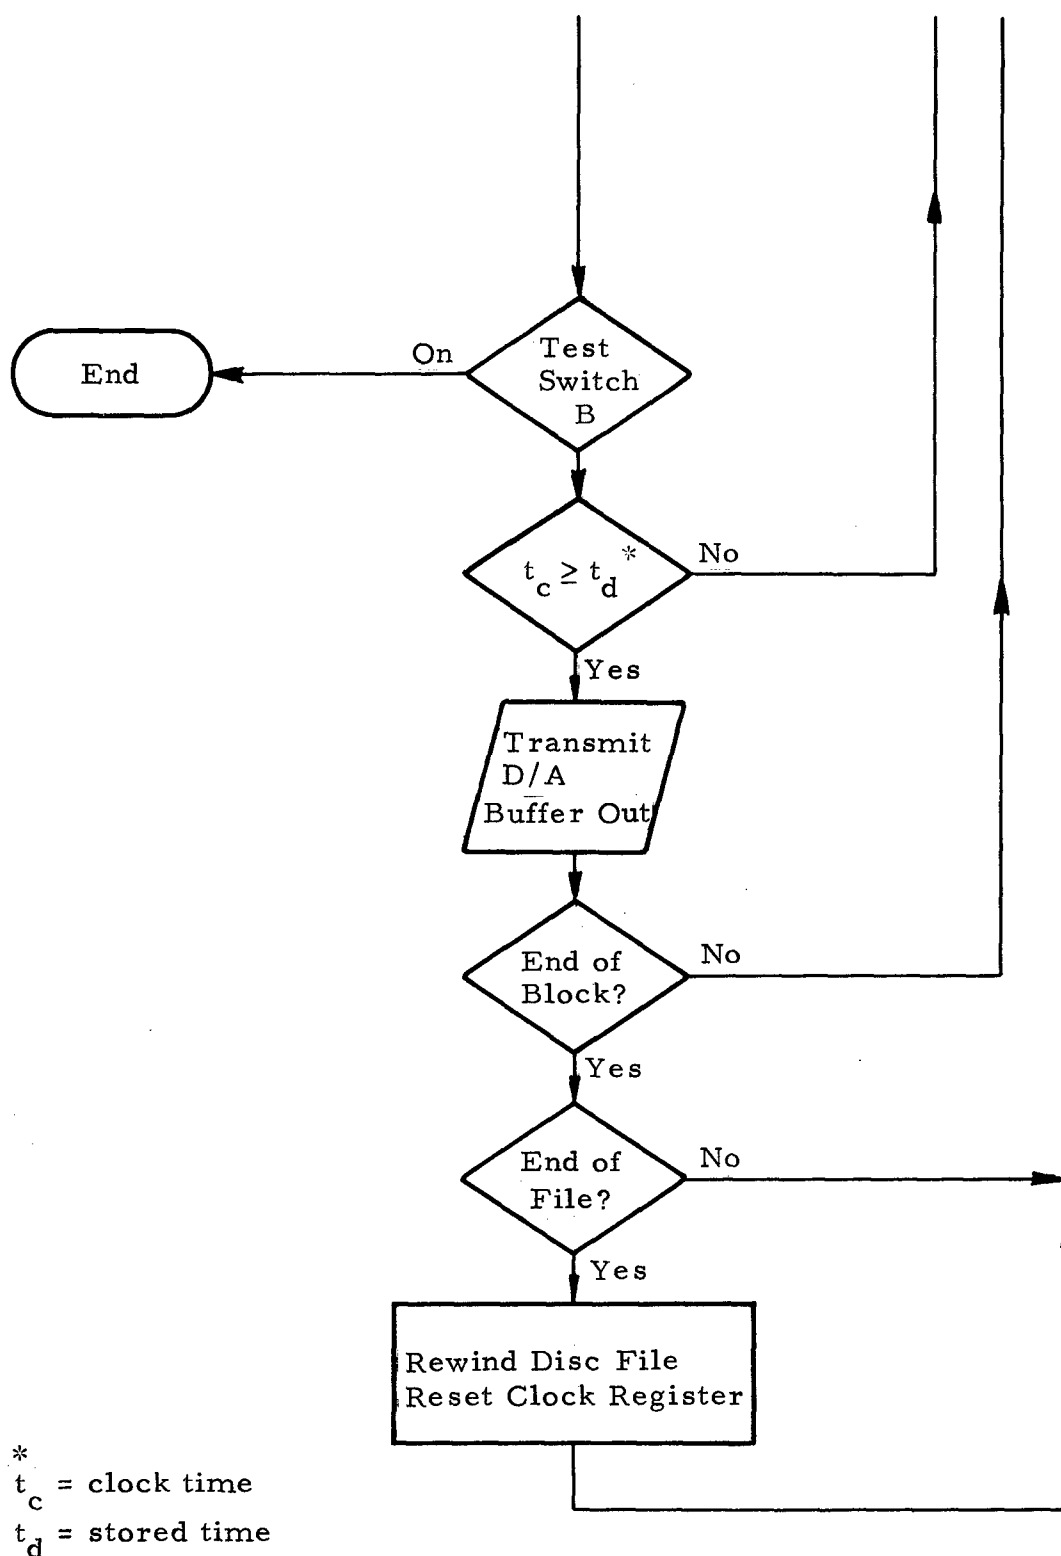 On
End
Test
Switch
B
t_c ≥ t_d *
No
Yes
Transmit
D/A
Buffer Out
End of
Block?
No
Yes
End of
File?
No
Yes
Rewind Disc File
Reset Clock Register
*
t_c = clock time
t_d = stored time